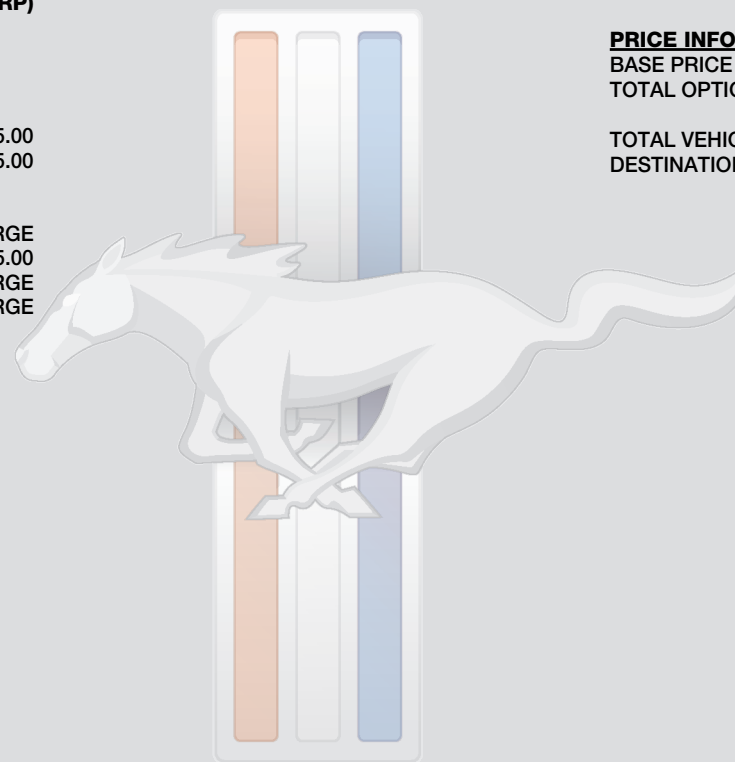 RP)
5.00
5.00
RGE
5.00
RGE
RGE
PRICE INFO
BASE PRICE
TOTAL OPTIO
TOTAL VEHIC
DESTINATION